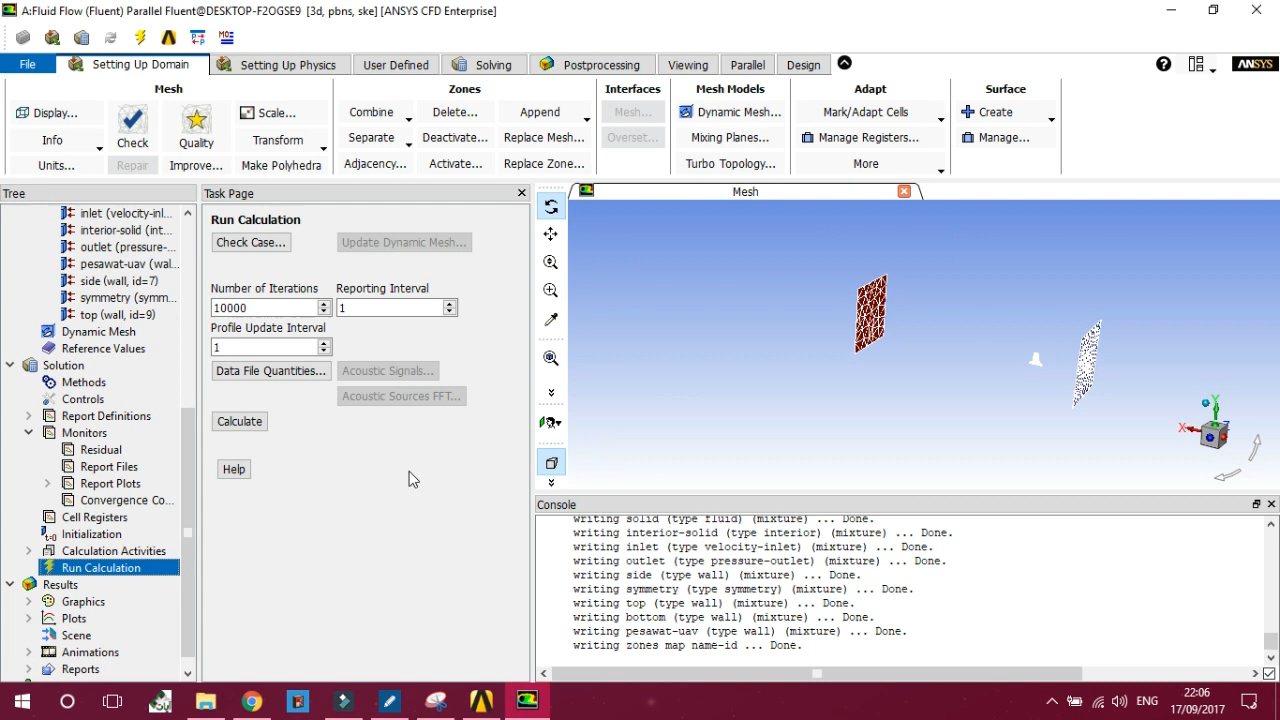 A:Fluid Flow (Fluent) Parallel Fluent@DESKTOP-F2OGSE9 [3d, pbns, ske] [ANSYS CFD Enterprise]
File
Setting Up Domain
Setting Up Physics
User Defined
Solving
Postprocessing
Viewing
Parallel
Design
ANSYS
Mesh
Zones
Interfaces
Mesh Models
Adapt
Surface
Display...
Info
Units...
Check
Repair
Quality
Improve...
Scale...
Transform
Make Polyhedra
Combine
Separate
Adjacency...
Delete...
Deactivate...
Activate...
Append
Replace Mesh...
Replace Zone...
Mesh...
Overset...
Dynamic Mesh...
Mixing Planes...
Turbo Topology...
Mark/Adapt Cells
Manage Registers...
More
Create
Manage...
Tree
inlet (velocity-inl...
interior-solid (int...
outlet (pressure-...
pesawat-uav (wal...
side (wall, id=7)
symmetry (symm...
top (wall, id=9)
Dynamic Mesh
Reference Values
Solution
Methods
Controls
Report Definitions
Monitors
Residual
Report Files
Report Plots
Convergence Co...
Cell Registers
Initialization
Calculation Activities
Run Calculation
Results
Graphics
Plots
Scene
Animations
Reports
Task Page
Run Calculation
Check Case...
Update Dynamic Mesh...
Number of Iterations
Reporting Interval
10000
1
Profile Update Interval
1
Data File Quantities...
Acoustic Signals...
Acoustic Sources FFT...
Calculate
Help
Mesh
Y
X
Console
writing solid (type fluid) (mixture) ... Done.
writing interior-solid (type interior) (mixture) ... Done.
writing inlet (type velocity-inlet) (mixture) ... Done.
writing outlet (type pressure-outlet) (mixture) ... Done.
writing side (type wall) (mixture) ... Done.
writing symmetry (type symmetry) (mixture) ... Done.
writing top (type wall) (mixture) ... Done.
writing bottom (type wall) (mixture) ... Done.
writing pesawat-uav (type wall) (mixture) ... Done.
writing zones map name-id ... Done.
ENG
22:06
17/09/2017